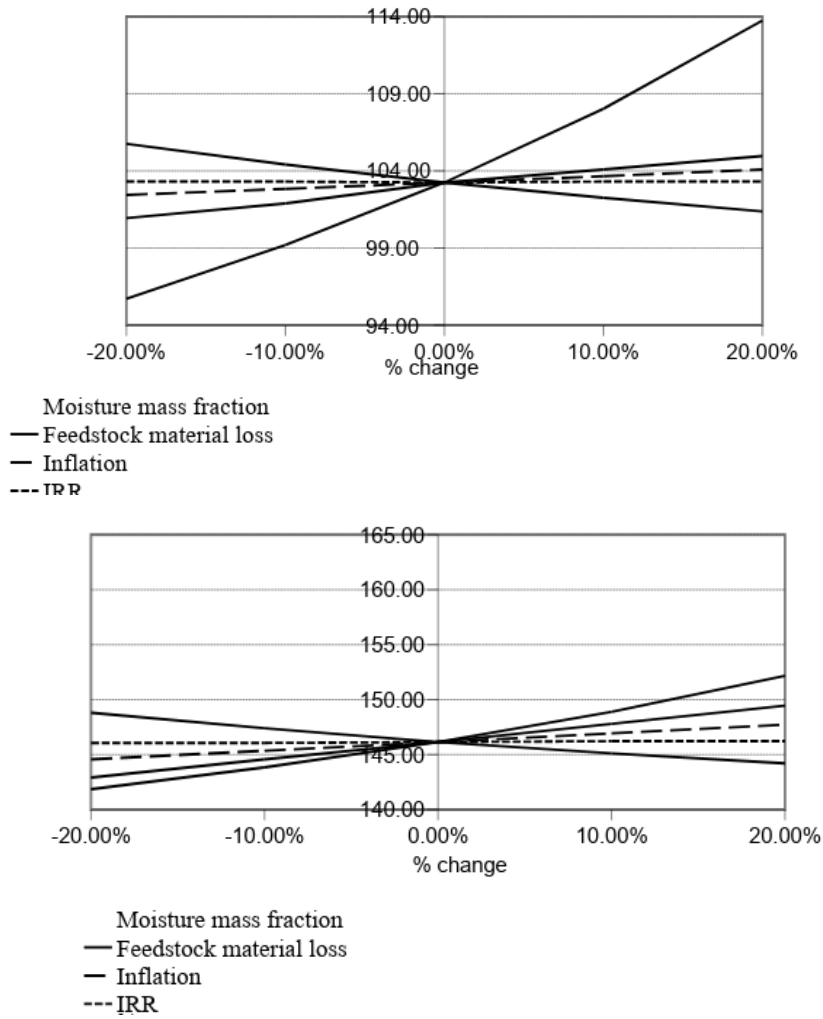 114.00
109.00
104.00
99.00
94.00
-20.00% -10.00% 0.00% 10.00% 20.00%
% change
Moisture mass fraction
Feedstock material loss
Inflation
IRR
165.00
160.00
155.00
150.00
145.00
140.00
-20.00% -10.00% 0.00% 10.00% 20.00%
% change
Moisture mass fraction
Feedstock material loss
Inflation
IRR